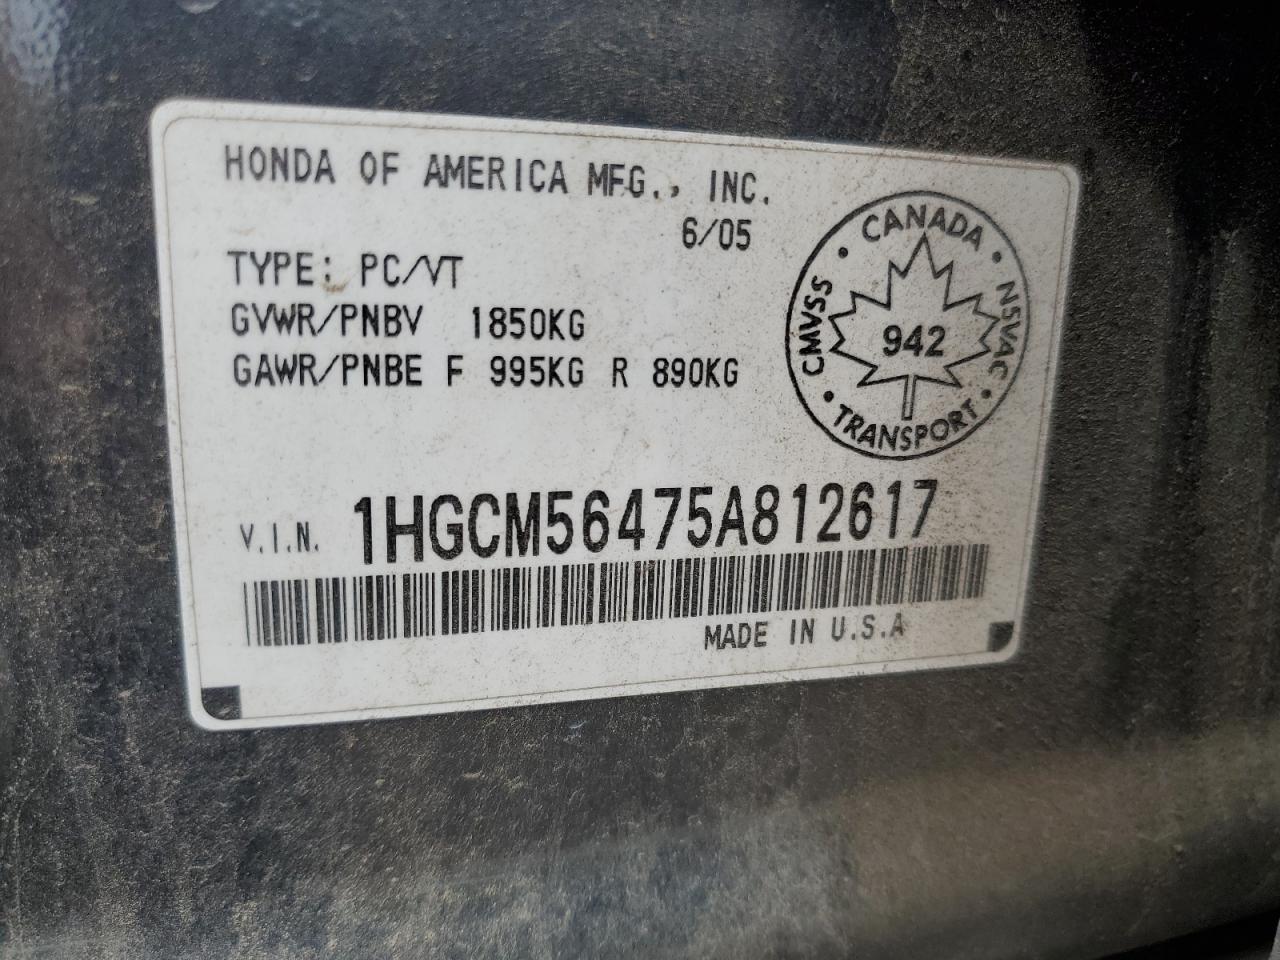 HONDA OF AMERICA MFG., INC.
6/05
TYPE: PC/VT
GVWR/PNBV 1850KG
GAWR/PNBE F 995KG R 890KG
CANADA · NSVAC · TRANSPORT · CMVSS ·
942
V.I.N. 1HGCM56475A812617
MADE IN U.S.A